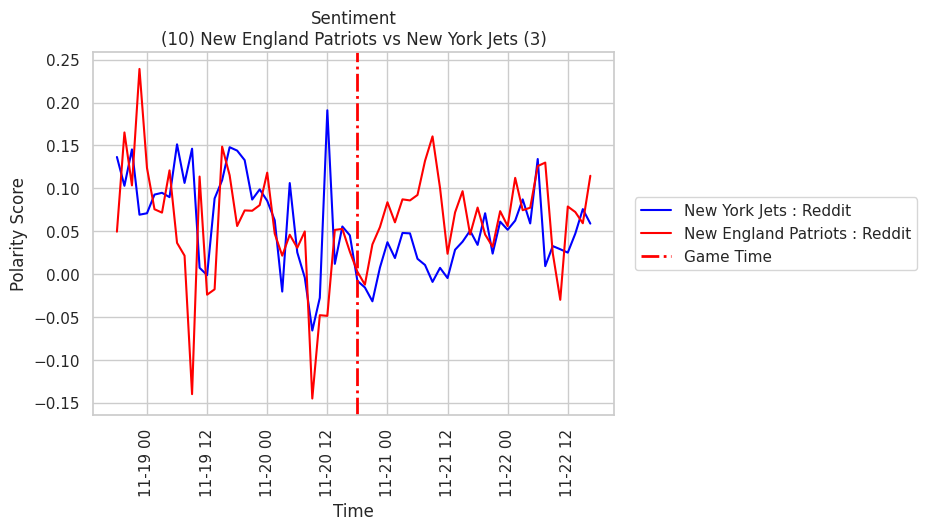 Sentiment
(10) New England Patriots vs New York Jets (3)
0.25
0.20
0.15
0.10
0.05
0.00
−0.05
−0.10
−0.15
Polarity Score
11-19 00
11-19 12
11-20 00
11-20 12
11-21 00
11-21 12
11-22 00
11-22 12
Time
New York Jets : Reddit
New England Patriots : Reddit
Game Time